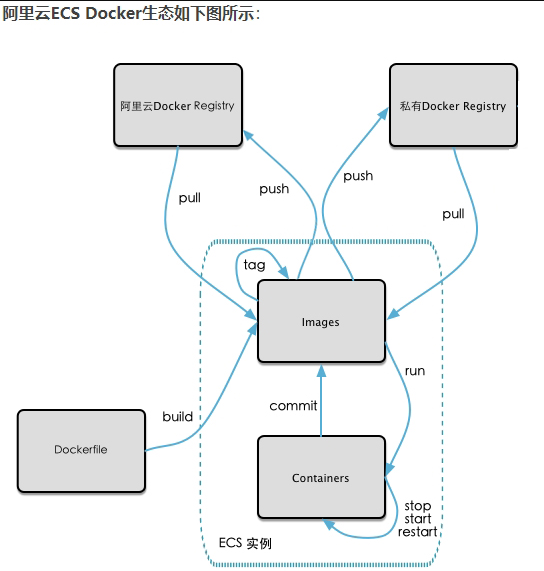 阿里云ECS Docker生态如下图所示：
阿里云Docker Registry
私有Docker Registry
pull
push
push
pull
tag
Images
run
commit
build
Dockerfile
Containers
stop
start
restart
ECS 实例